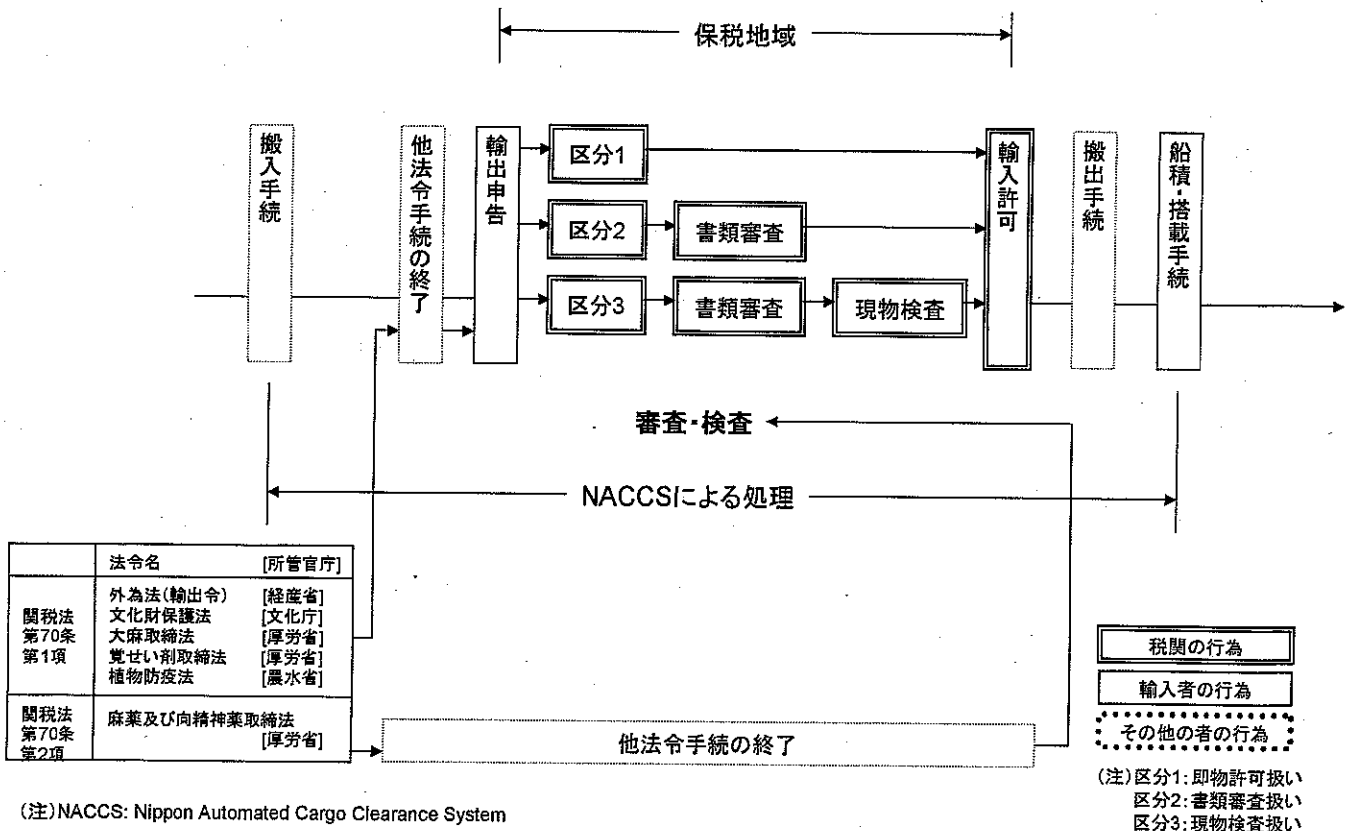 保税地域
搬入手続
他法令手続の終了
輸出申告
区分1
区分2
書類審査
区分3
書類審査
現物検査
輸入許可
搬出手続
船積・搭載手続
審査・検査
NACCSによる処理
法令名 [所管官庁]
関税法
第70条
第1項
外為法(輸出令) [経産省]
文化財保護法 [文化庁]
大麻取締法 [厚労省]
覚せい剤取締法 [厚労省]
植物防疫法 [農水省]
関税法
第70条
第2項
麻薬及び向精神薬取締法
[厚労省]
他法令手続の終了
税関の行為
輸入者の行為
その他の者の行為
(注)区分1:即物許可扱い
区分2:書類審査扱い
区分3:現物検査扱い
(注)NACCS: Nippon Automated Cargo Clearance System